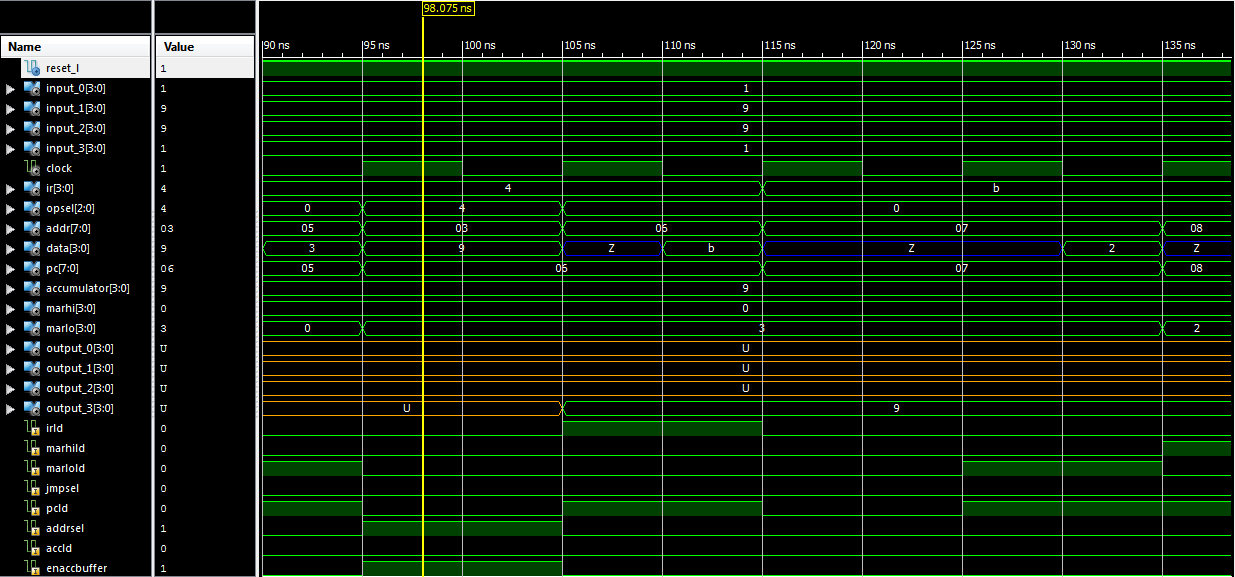 98.075 ns
Name Value 90 ns 95 ns 100 ns 105 ns 110 ns 115 ns 120 ns 125 ns 130 ns 135 ns
reset_l 1
input_0[3:0] 1 1
input_1[3:0] 9 9
input_2[3:0] 9 9
input_3[3:0] 1 1
clock 1
ir[3:0] 4 4 b
opsel[2:0] 4 0 4 0
addr[7:0] 03 05 03 06 07 08
data[3:0] 9 3 9 Z b Z 2 Z
pc[7:0] 06 05 06 07 08
accumulator[3:0] 9 9
marhi[3:0] 0 0
marlo[3:0] 3 0 3 2
output_0[3:0] U U
output_1[3:0] U U
output_2[3:0] U U
output_3[3:0] U U 9
irld 0
marhild 0
marlold 0
jmpsel 0
pcld 0
addrsel 1
accld 0
enaccbuffer 1